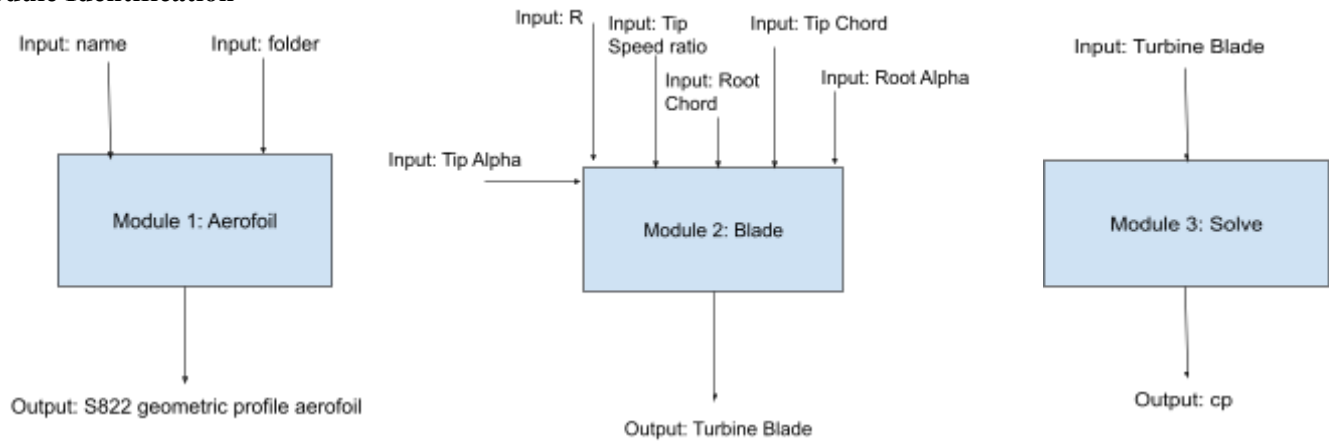 Input: name
Input: folder
Module 1: Aerofoil
Output: S822 geometric profile aerofoil
Input: R
Input: Tip
Speed ratio
Input: Tip Chord
Input: Root
Chord
Input: Root Alpha
Input: Tip Alpha
Module 2: Blade
Output: Turbine Blade
Input: Turbine Blade
Module 3: Solve
Output: cp